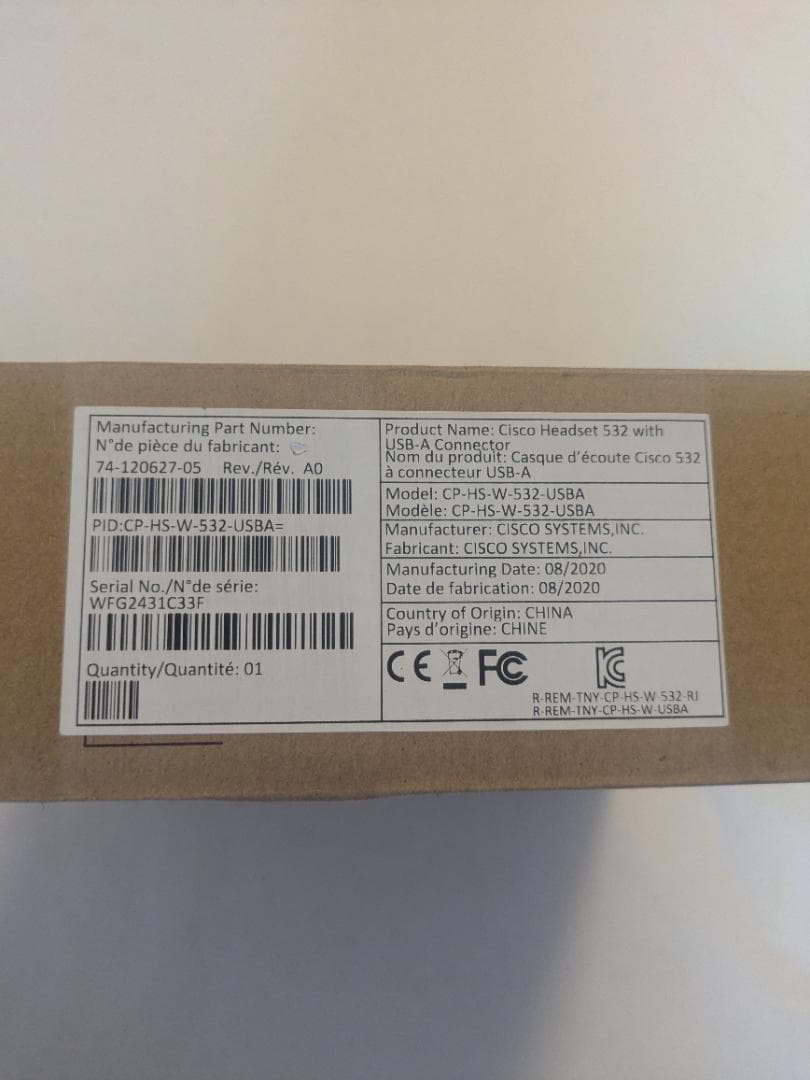 Manufacturing Part Number:
N°de pièce du fabricant:
74-120627-05 Rev./Rév. A0
PID:CP-HS-W-532-USBA=
Serial No./N°de série:
WFG2431C33F
Quantity/Quantité: 01
Product Name: Cisco Headset 532 with
USB-A Connector
Nom du produit: Casque d'écoute Cisco 532
à connecteur USB-A
Model: CP-HS-W-532-USBA
Modèle: CP-HS-W-532-USBA
Manufacturer: CISCO SYSTEMS,INC.
Fabricant: CISCO SYSTEMS,INC.
Manufacturing Date: 08/2020
Date de fabrication: 08/2020
Country of Origin: CHINA
Pays d'origine: CHINE
CE FC KC
R-REM-TNY-CP-HS-W-532-RJ
R-REM-TNY-CP-HS-W-USBA